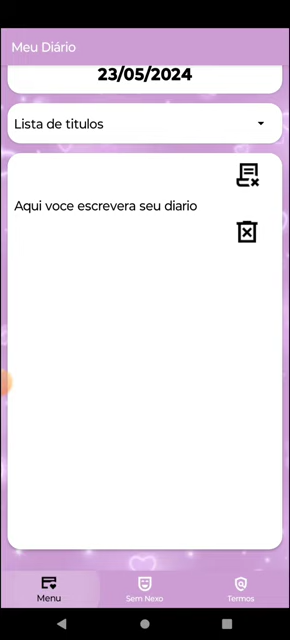 Meu Diário
23/05/2024
Lista de titulos
Aqui voce escrevera seu diario
Menu
Sem Nexo
Termos